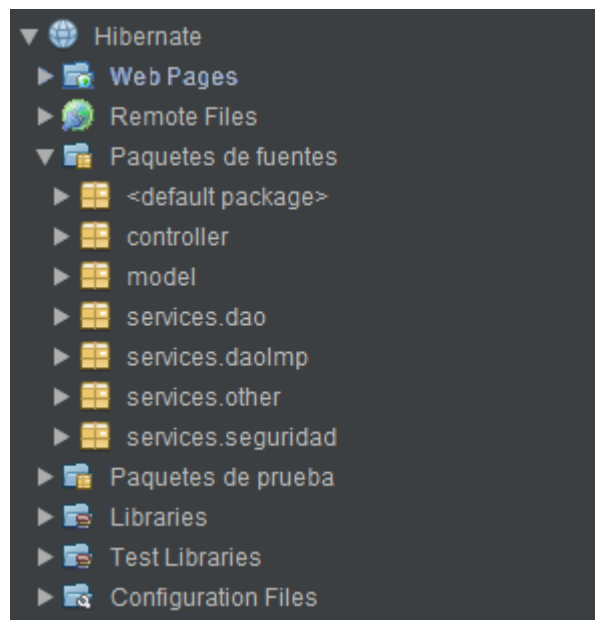 Hibernate
Web Pages
Remote Files
Paquetes de fuentes
<default package>
controller
model
services.dao
services.daoImp
services.other
services.seguridad
Paquetes de prueba
Libraries
Test Libraries
Configuration Files